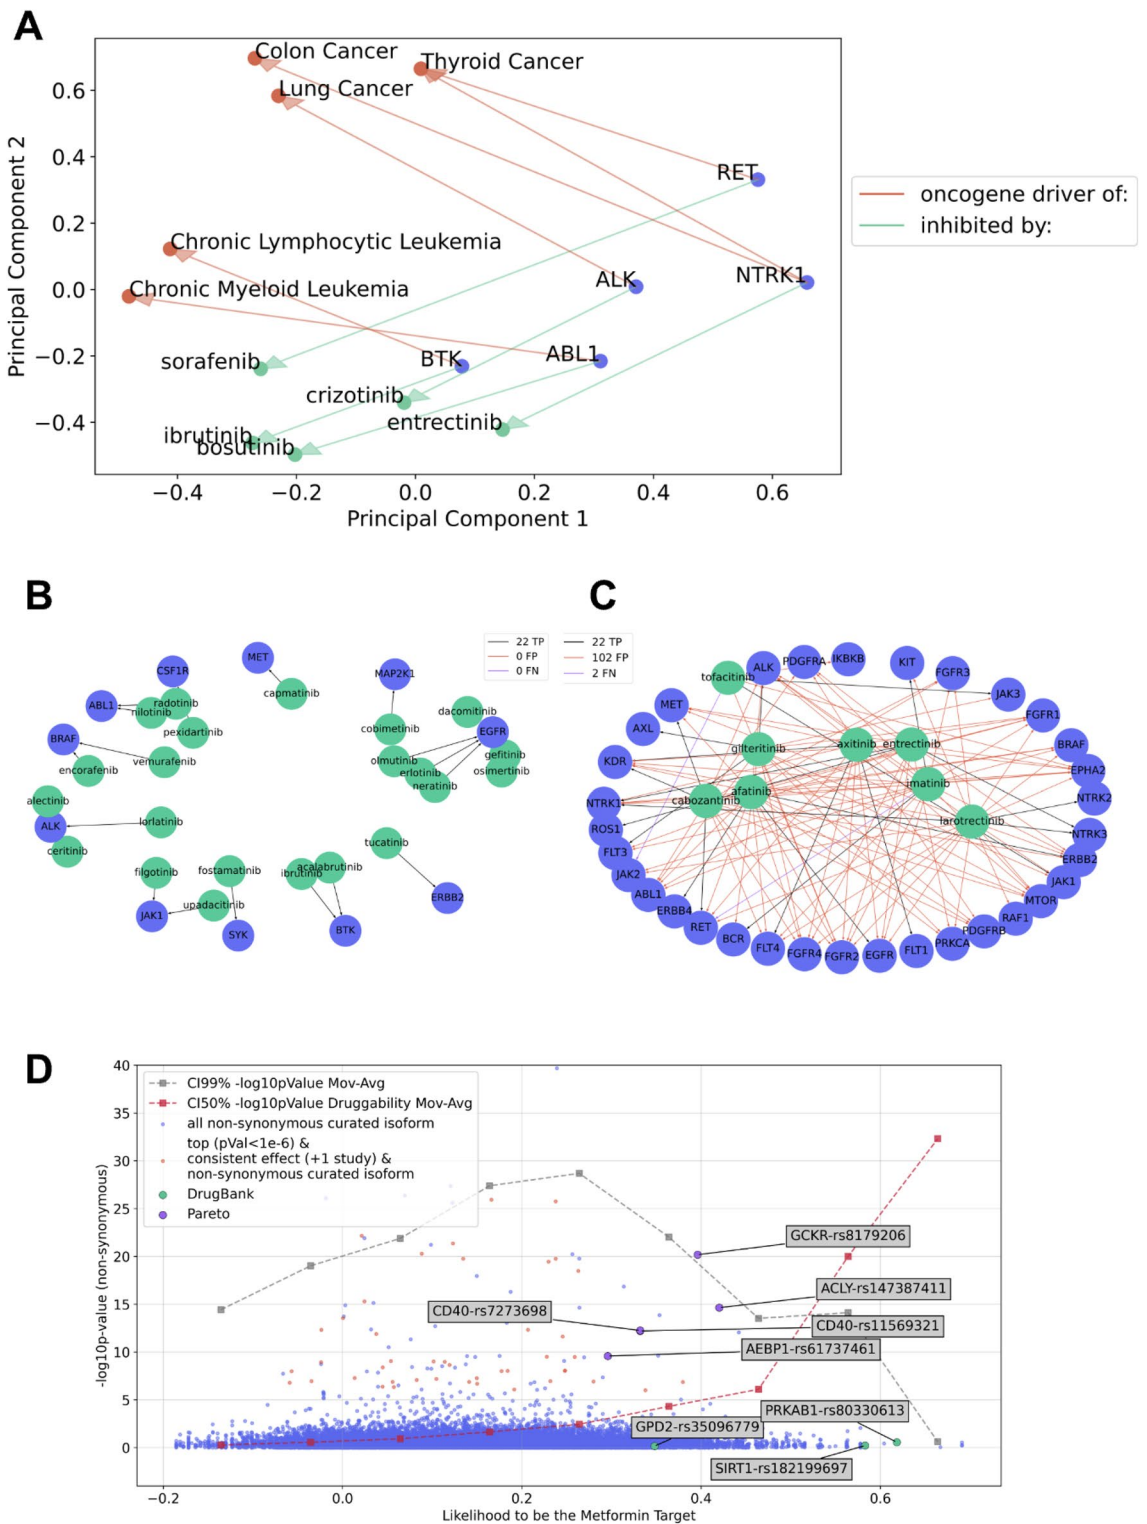 A
Colon Cancer
Thyroid Cancer
Lung Cancer
RET
Chronic Lymphocytic Leukemia
Chronic Myeloid Leukemia
ALK
NTRK1
sorafenib
BTK
ABL1
crizotinib
entrectinib
ibrutinib
bosutinib
0.6
0.4
0.2
0.0
−0.2
−0.4
Principal Component 2
−0.4
−0.2
0.0
0.2
0.4
0.6
Principal Component 1
oncogene driver of:
inhibited by:
B
22 TP
0 FP
0 FN
CSF1R
MET
MAP2K1
capmatinib
ABL1
radotinib
nilotinib
pexidartinib
BRAF
encorafenib
vemurafenib
cobimetinib
dacomitinib
EGFR
olmutinib
erlotinib
neratinib
gefitinib
osimertinib
alectinib
ALK
ceritinib
lorlatinib
filgotinib
fostamatinib
upadacitinib
JAK1
SYK
ibrutinib
acalabrutinib
BTK
tucatinib
ERBB2
C
22 TP
102 FP
2 FN
tofacitinib
ALK
PDGFRA
IKBKB
KIT
FGFR3
JAK3
FGFR1
BRAF
EPHA2
NTRK2
NTRK3
ERBB2
JAK1
MTOR
RAF1
PDGFRB
PRKCA
FLT1
EGFR
FGFR2
FGFR4
FLT4
BCR
RET
ERBB4
ABL1
JAK2
FLT3
ROS1
NTRK1
KDR
AXL
MET
gilteritinib
axitinib
entrectinib
imatinib
afatinib
cabozantinib
larotrectinib
D
CI99% -log10pValue Mov-Avg
CI50% -log10pValue Druggability Mov-Avg
all non-synonymous curated isoform
top (pVal<1e-6) &
consistent effect (+1 study) &
non-synonymous curated isoform
DrugBank
Pareto
GCKR-rs8179206
ACLY-rs147387411
CD40-rs7273698
CD40-rs11569321
AEBP1-rs61737461
PRKAB1-rs80330613
GPD2-rs35096779
SIRT1-rs182199697
40
35
30
25
20
15
10
5
0
-log10p-value (non-synonymous)
−0.2
0.0
0.2
0.4
0.6
Likelihood to be the Metformin Target